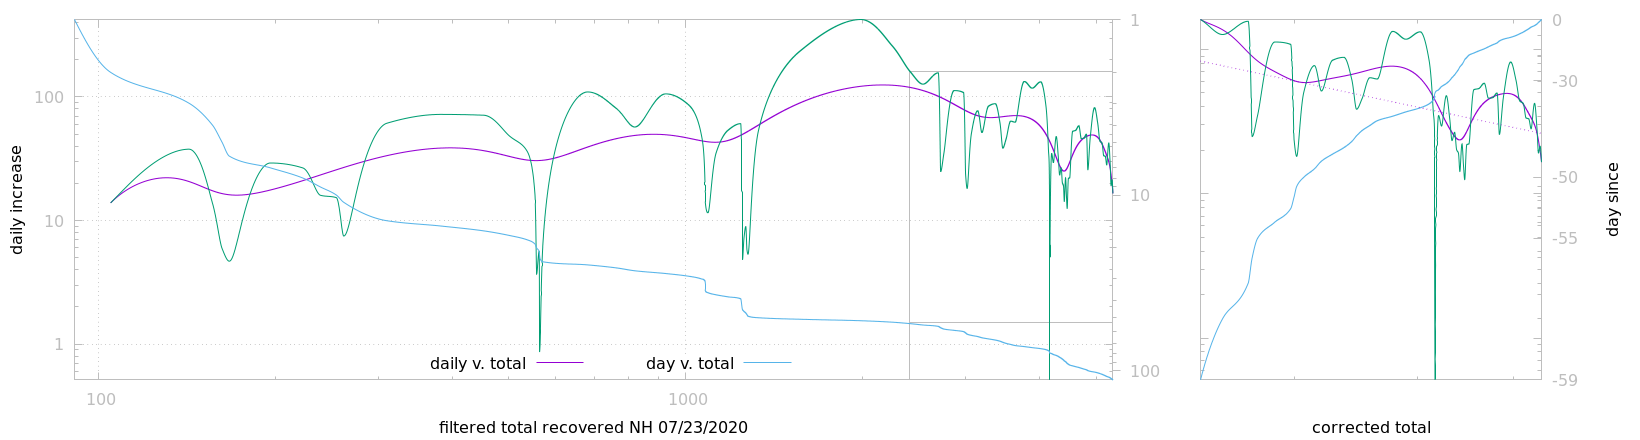 daily increase
100
10
1
100
1000
filtered total recovered NH 07/23/2020
daily v. total
day v. total
1
10
100
0
-30
-50
-55
-59
day since
corrected total